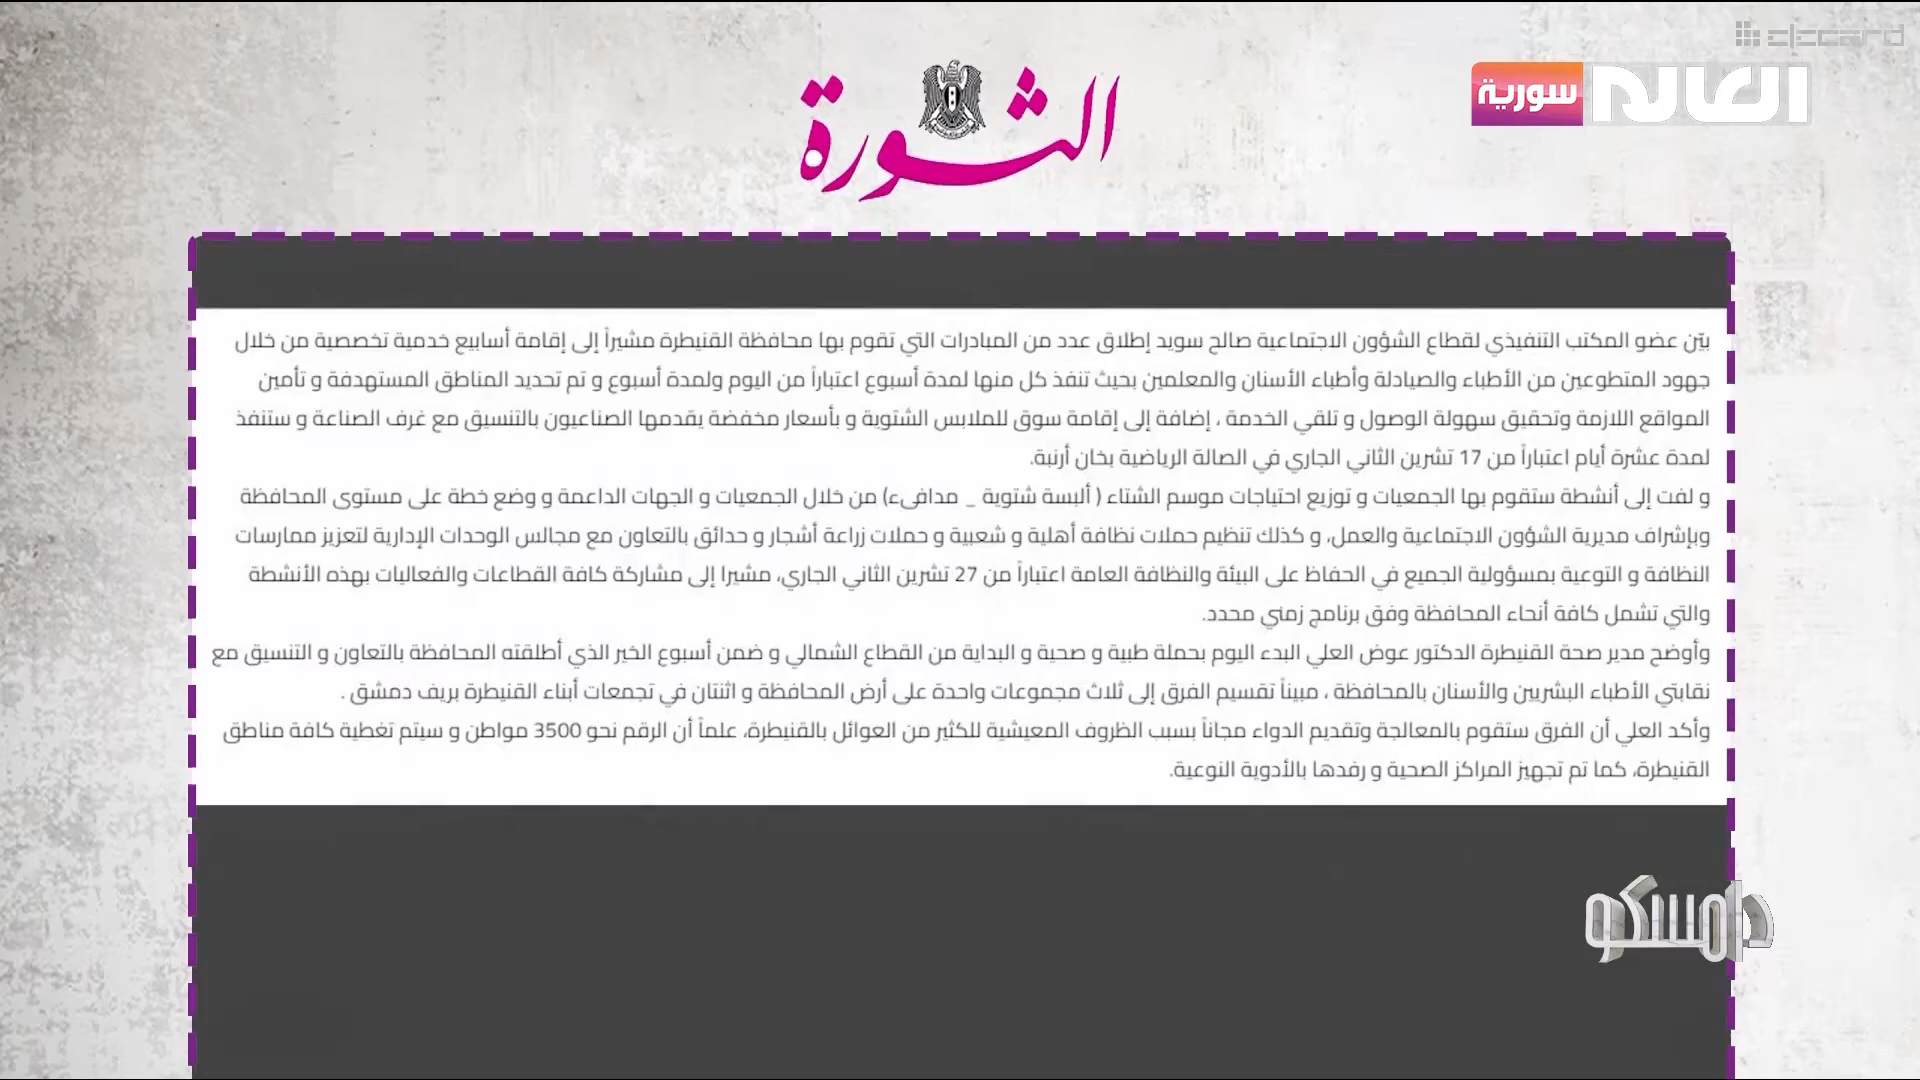 elecard
العالم سورية
الثورة
بيّن عضو المكتب التنفيذي لقطاع الشؤون الاجتماعية صالح سويد إطلاق عدد من المبادرات التي تقوم بها محافظة القنيطرة مشيراً إلى إقامة أسابيع خدمية تخصصية من خلال
جهود المتطوعين من الأطباء والصيادلة وأطباء الأسنان والمعلمين بحيث تنفذ كل منها لمدة أسبوع اعتباراً من اليوم ولمدة أسبوع و تم تحديد المناطق المستهدفة و تأمين
المواقع اللازمة وتحقيق سهولة الوصول و تلقي الخدمة ، إضافة إلى إقامة سوق للملابس الشتوية و بأسعار مخفضة يقدمها الصناعيون بالتنسيق مع غرف الصناعة و ستنفذ
لمدة عشرة أيام اعتباراً من 17 تشرين الثاني الجاري في الصالة الرياضية بخان أرنبة.
و لفت إلى أنشطة ستقوم بها الجمعيات و توزيع احتياجات موسم الشتاء ( ألبسة شتوية _ مدافىء) من خلال الجمعيات و الجهات الداعمة و وضع خطة على مستوى المحافظة
وبإشراف مديرية الشؤون الاجتماعية والعمل، و كذلك تنظيم حملات نظافة أهلية و شعبية و حملات زراعة أشجار و حدائق بالتعاون مع مجالس الوحدات الإدارية لتعزيز ممارسات
النظافة و التوعية بمسؤولية الجميع في الحفاظ على البيئة والنظافة العامة اعتباراً من 27 تشرين الثاني الجاري، مشيرا إلى مشاركة كافة القطاعات والفعاليات بهذه الأنشطة
والتي تشمل كافة أنحاء المحافظة وفق برنامج زمني محدد.
وأوضح مدير صحة القنيطرة الدكتور عوض العلي البدء اليوم بحملة طبية و صحية و البداية من القطاع الشمالي و ضمن أسبوع الخير الذي أطلقته المحافظة بالتعاون و التنسيق مع
نقابتي الأطباء البشريين والأسنان بالمحافظة ، مبيناً تقسيم الفرق إلى ثلاث مجموعات واحدة على أرض المحافظة و اثنتان في تجمعات أبناء القنيطرة بريف دمشق .
وأكد العلي أن الفرق ستقوم بالمعالجة وتقديم الدواء مجاناً بسبب الظروف المعيشية للكثير من العوائل بالقنيطرة، علماً أن الرقم نحو 3500 مواطن و سيتم تغطية كافة مناطق
القنيطرة، كما تم تجهيز المراكز الصحية و رفدها بالأدوية النوعية.
دامسكو